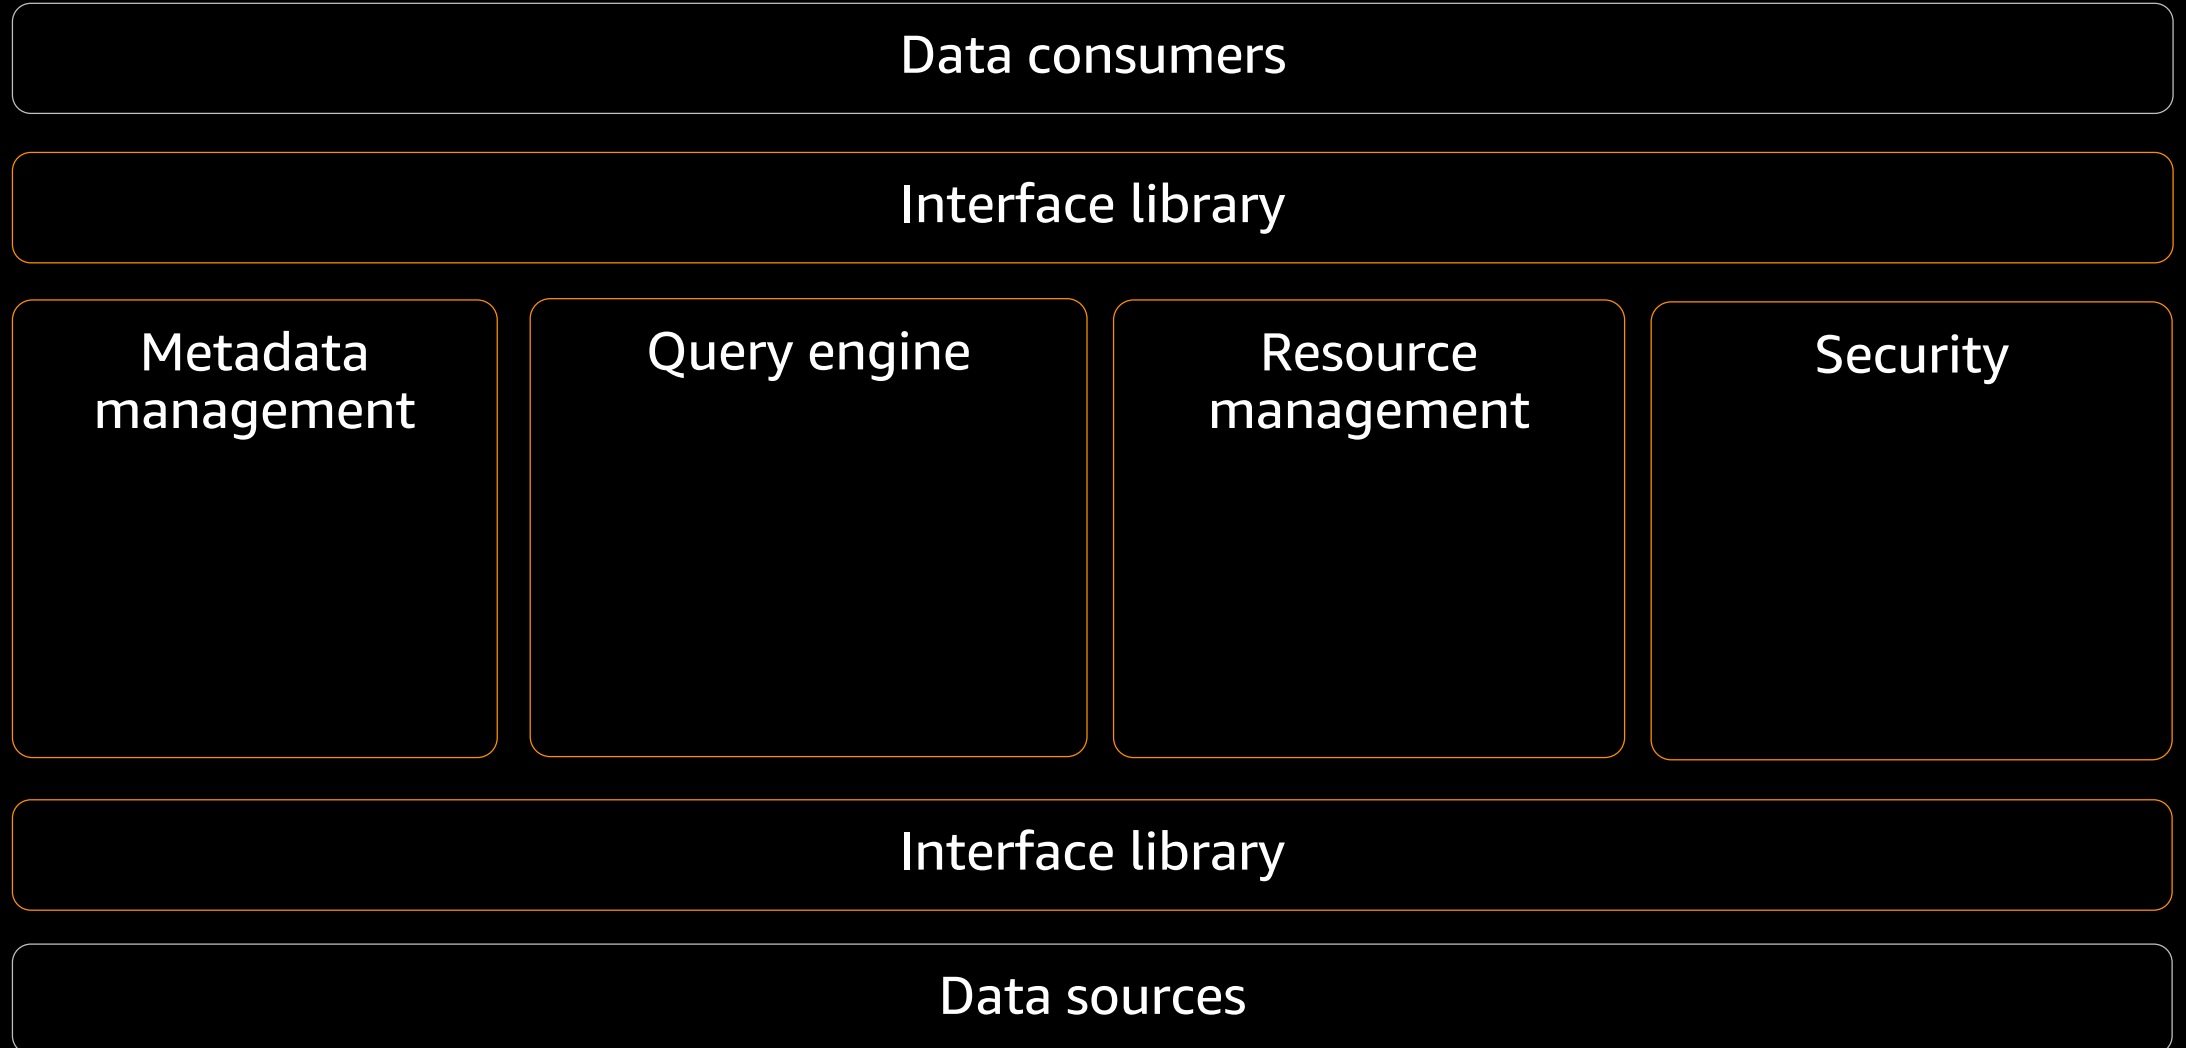 Data consumers
Interface library
Metadata
management
Query engine
Resource
management
Security
Interface library
Data sources